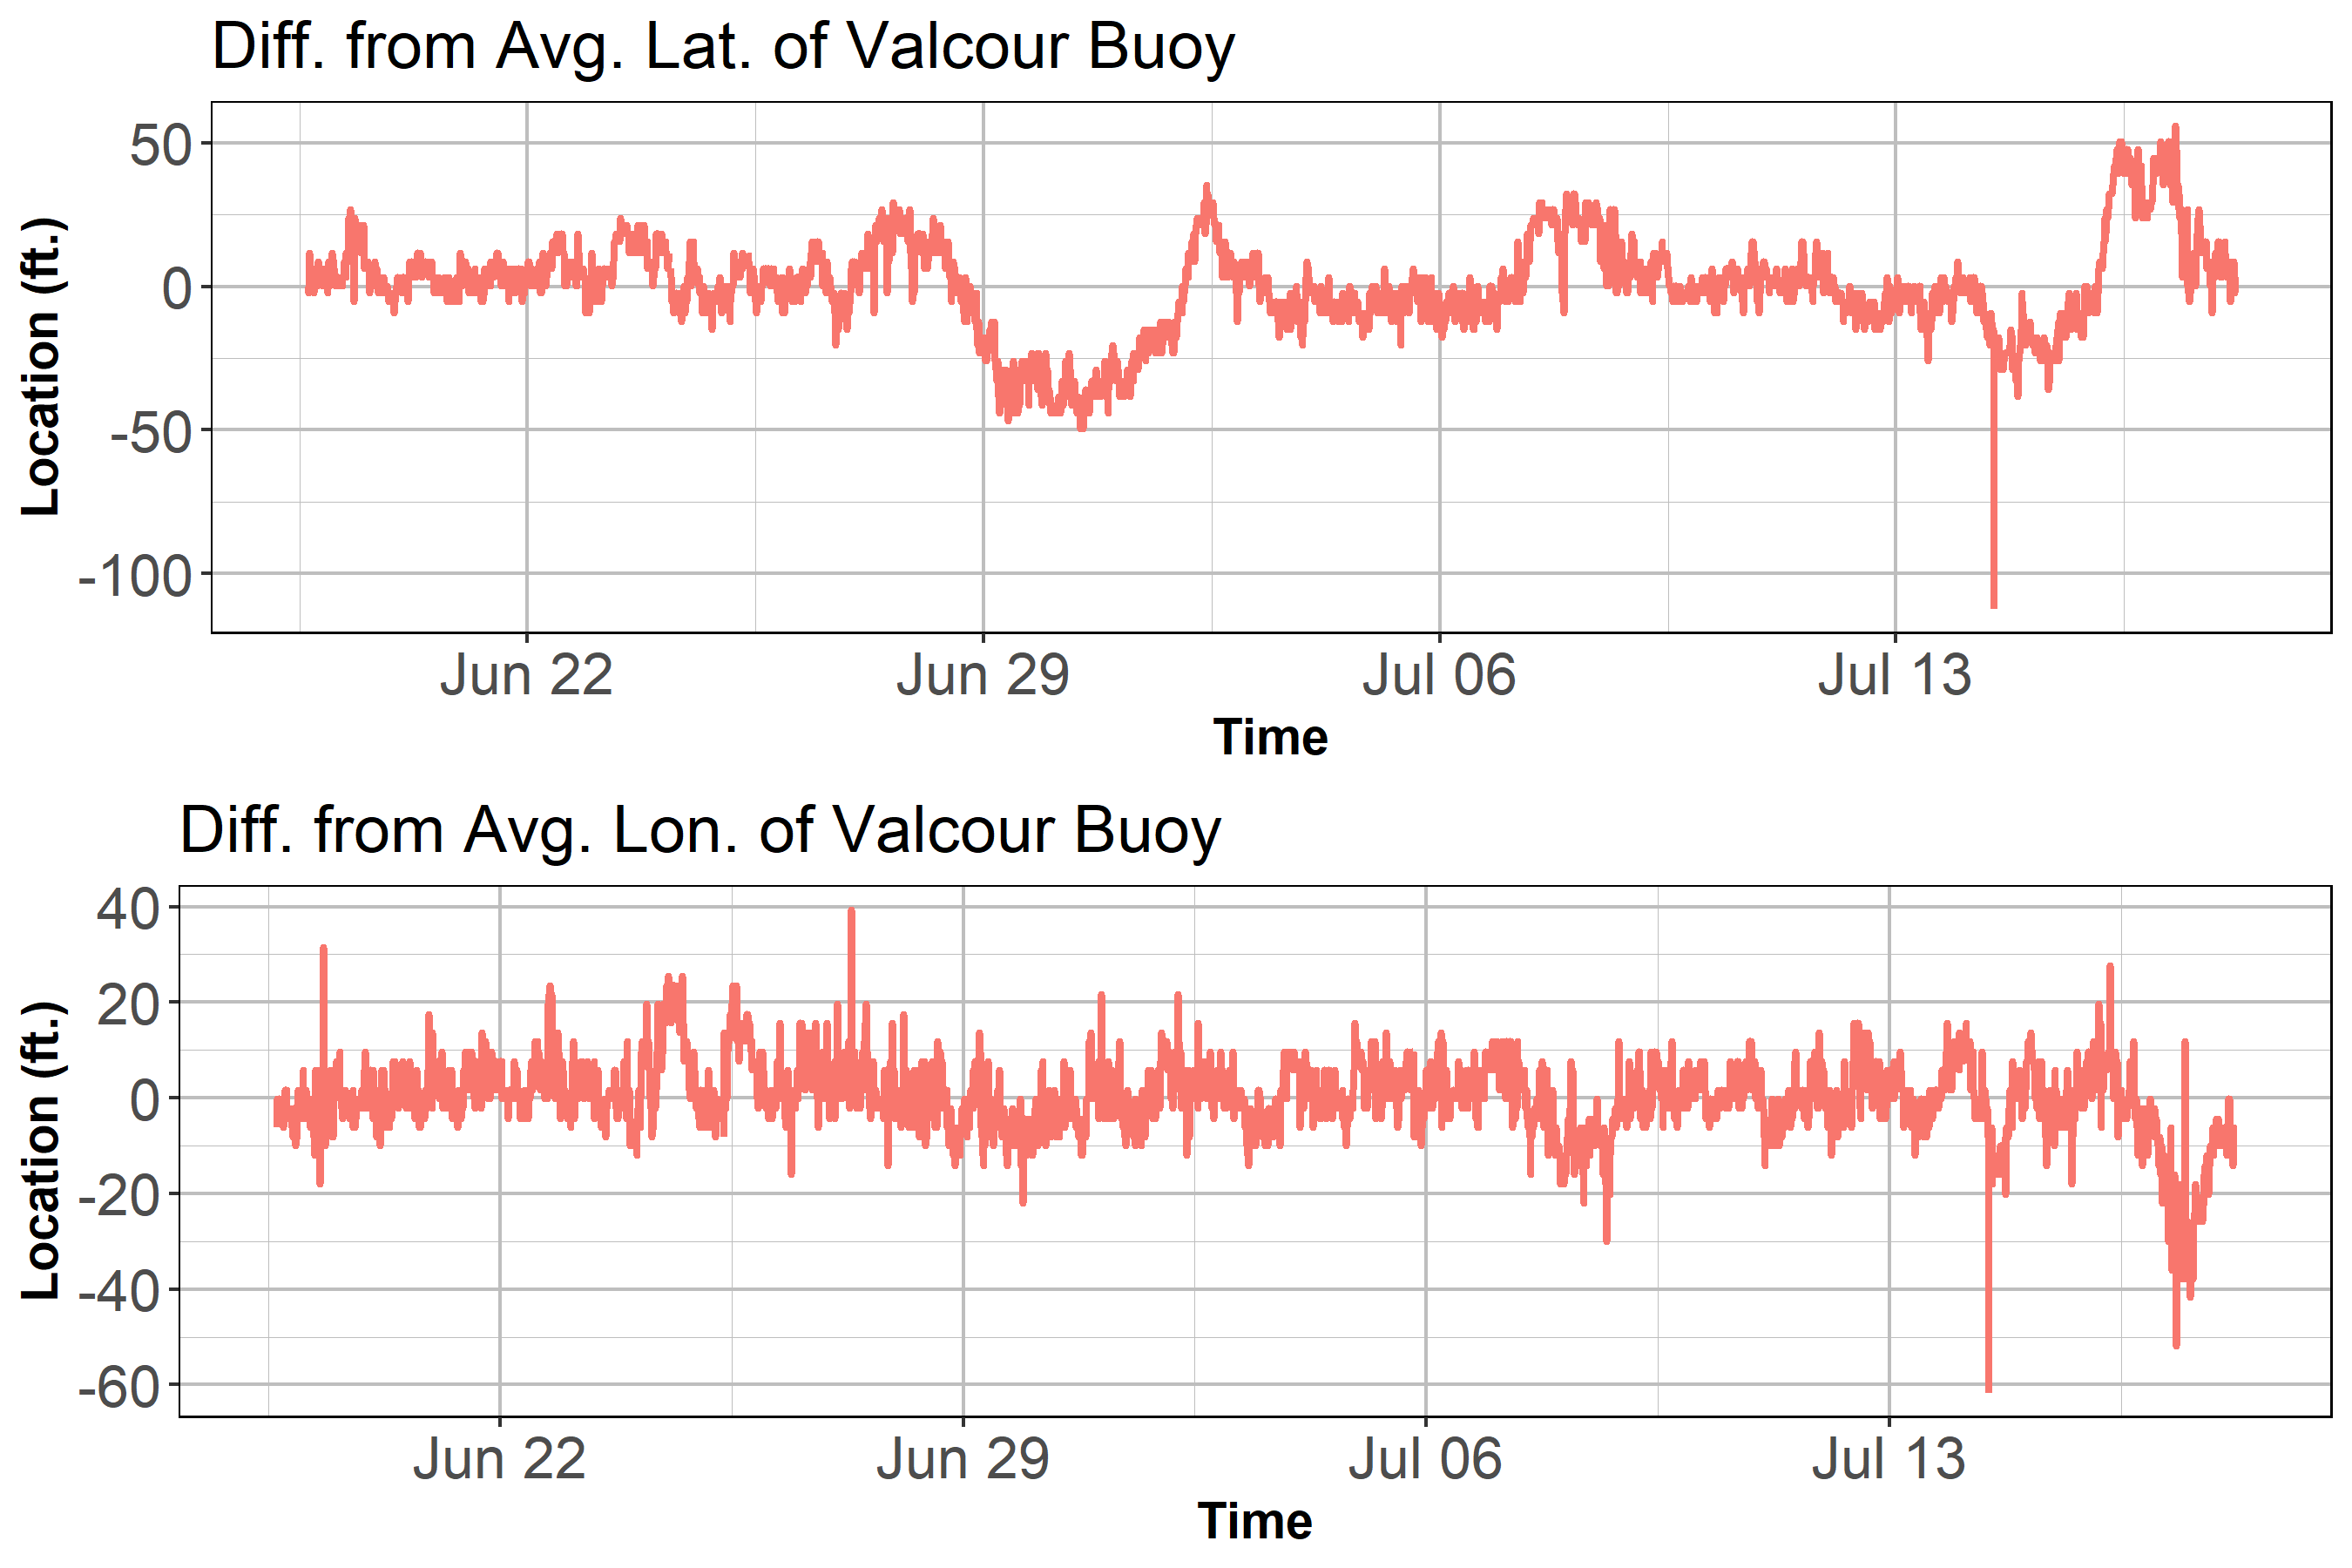 Diff. from Avg. Lat. of Valcour Buoy
Location (ft.)
50
0
-50
-100
Jun 22 Jun 29 Jul 06 Jul 13
Time
Diff. from Avg. Lon. of Valcour Buoy
Location (ft.)
40
20
0
-20
-40
-60
Jun 22 Jun 29 Jul 06 Jul 13
Time